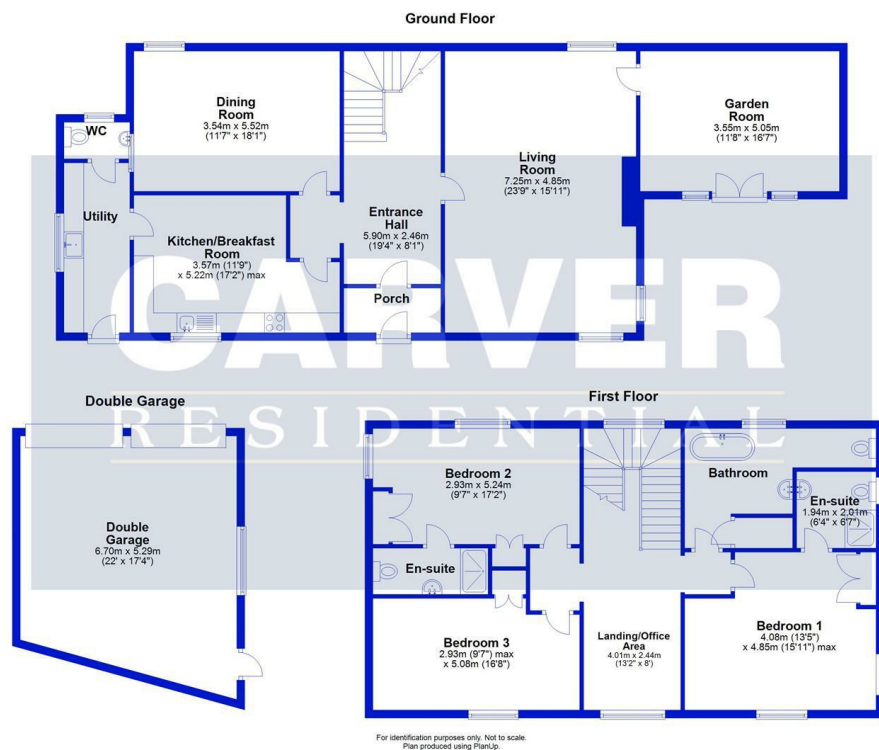 Ground Floor
Dining
Room
3.54m x 5.52m
(11'7" x 18'1")
WC
Utility
Kitchen/Breakfast
Room
3.57m (11'9")
x 5.22m (17'2") max
Entrance
Hall
5.90m x 2.46m
(19'4" x 8'1")
Porch
Living
Room
7.25m x 4.85m
(23'9" x 15'11")
Garden
Room
3.55m x 5.05m
(11'8" x 16'7")
CARVER
RESIDENTIAL
Double Garage
Double
Garage
6.70m x 5.29m
(22' x 17'4")
First Floor
Bedroom 2
2.93m x 5.24m
(9'7" x 17'2")
En-suite
Bedroom 3
2.93m (9'7") max
x 5.08m (16'8")
Landing/Office
Area
4.01m x 2.44m
(13'2" x 8')
Bathroom
En-suite
1.94m x 2.01m
(6'4" x 6'7")
Bedroom 1
4.08m (13'5")
x 4.85m (15'11") max
For identification purposes only. Not to scale.
Plan produced using PlanUp.